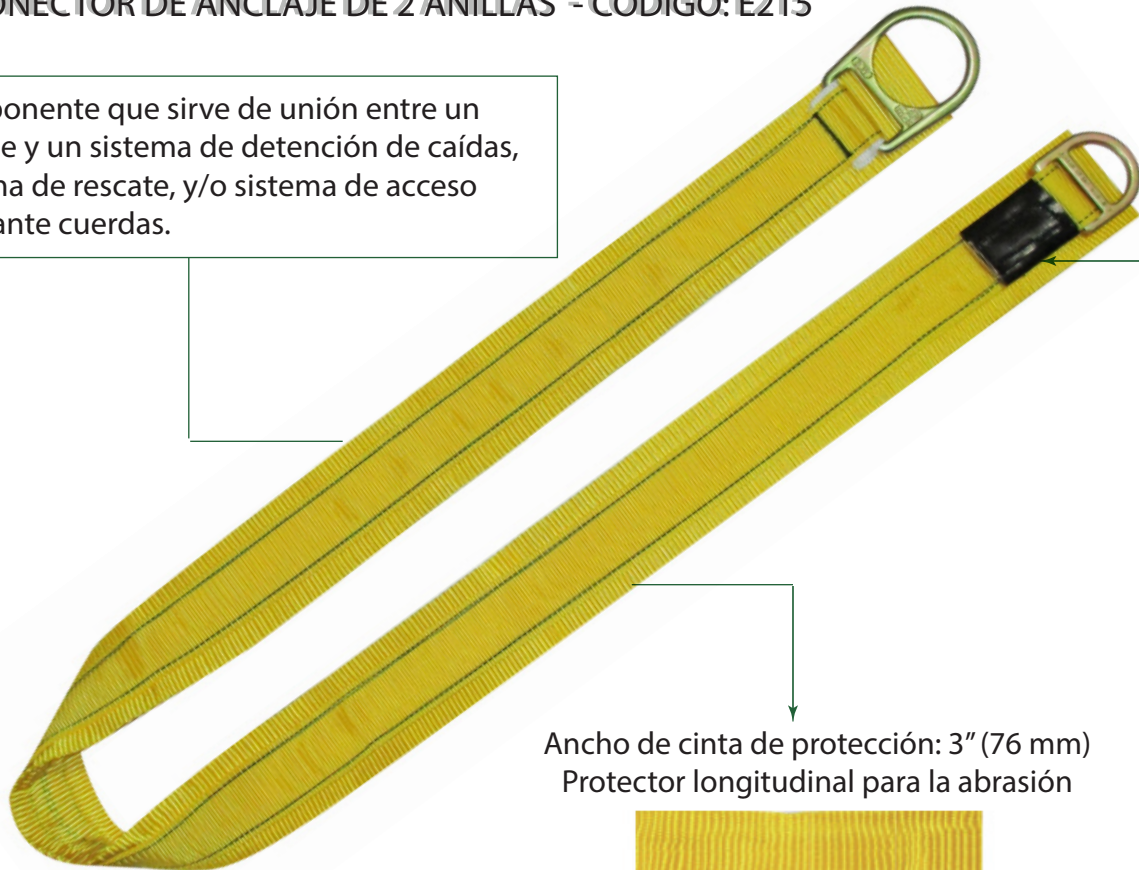 ONECTOR DE ANCLAJE DE 2 ANILLAS - CÓDIGO: E215
ponente que sirve de unión entre un
e y un sistema de detención de caídas,
na de rescate, y/o sistema de acceso
ante cuerdas.
Ancho de cinta de protección: 3” (76 mm)
Protector longitudinal para la abrasión